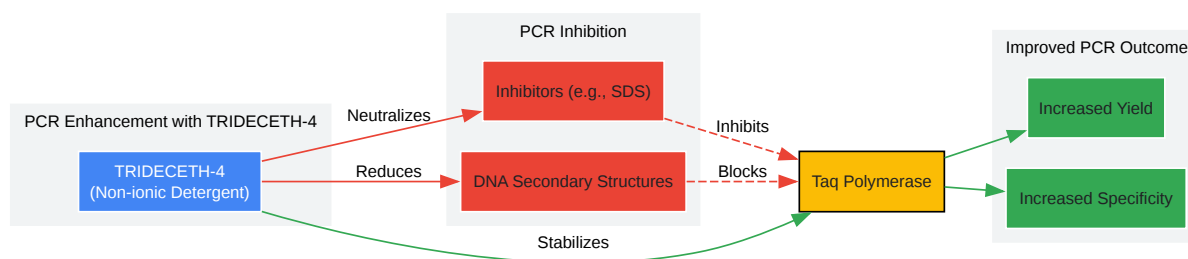 PCR Enhancement with TRIDECETH-4
TRIDECETH-4
(Non-ionic Detergent)
Neutralizes
Reduces
Stabilizes
PCR Inhibition
Inhibitors (e.g., SDS)
DNA Secondary Structures
Inhibits
Blocks
Taq Polymerase
Improved PCR Outcome
Increased Yield
Increased Specificity